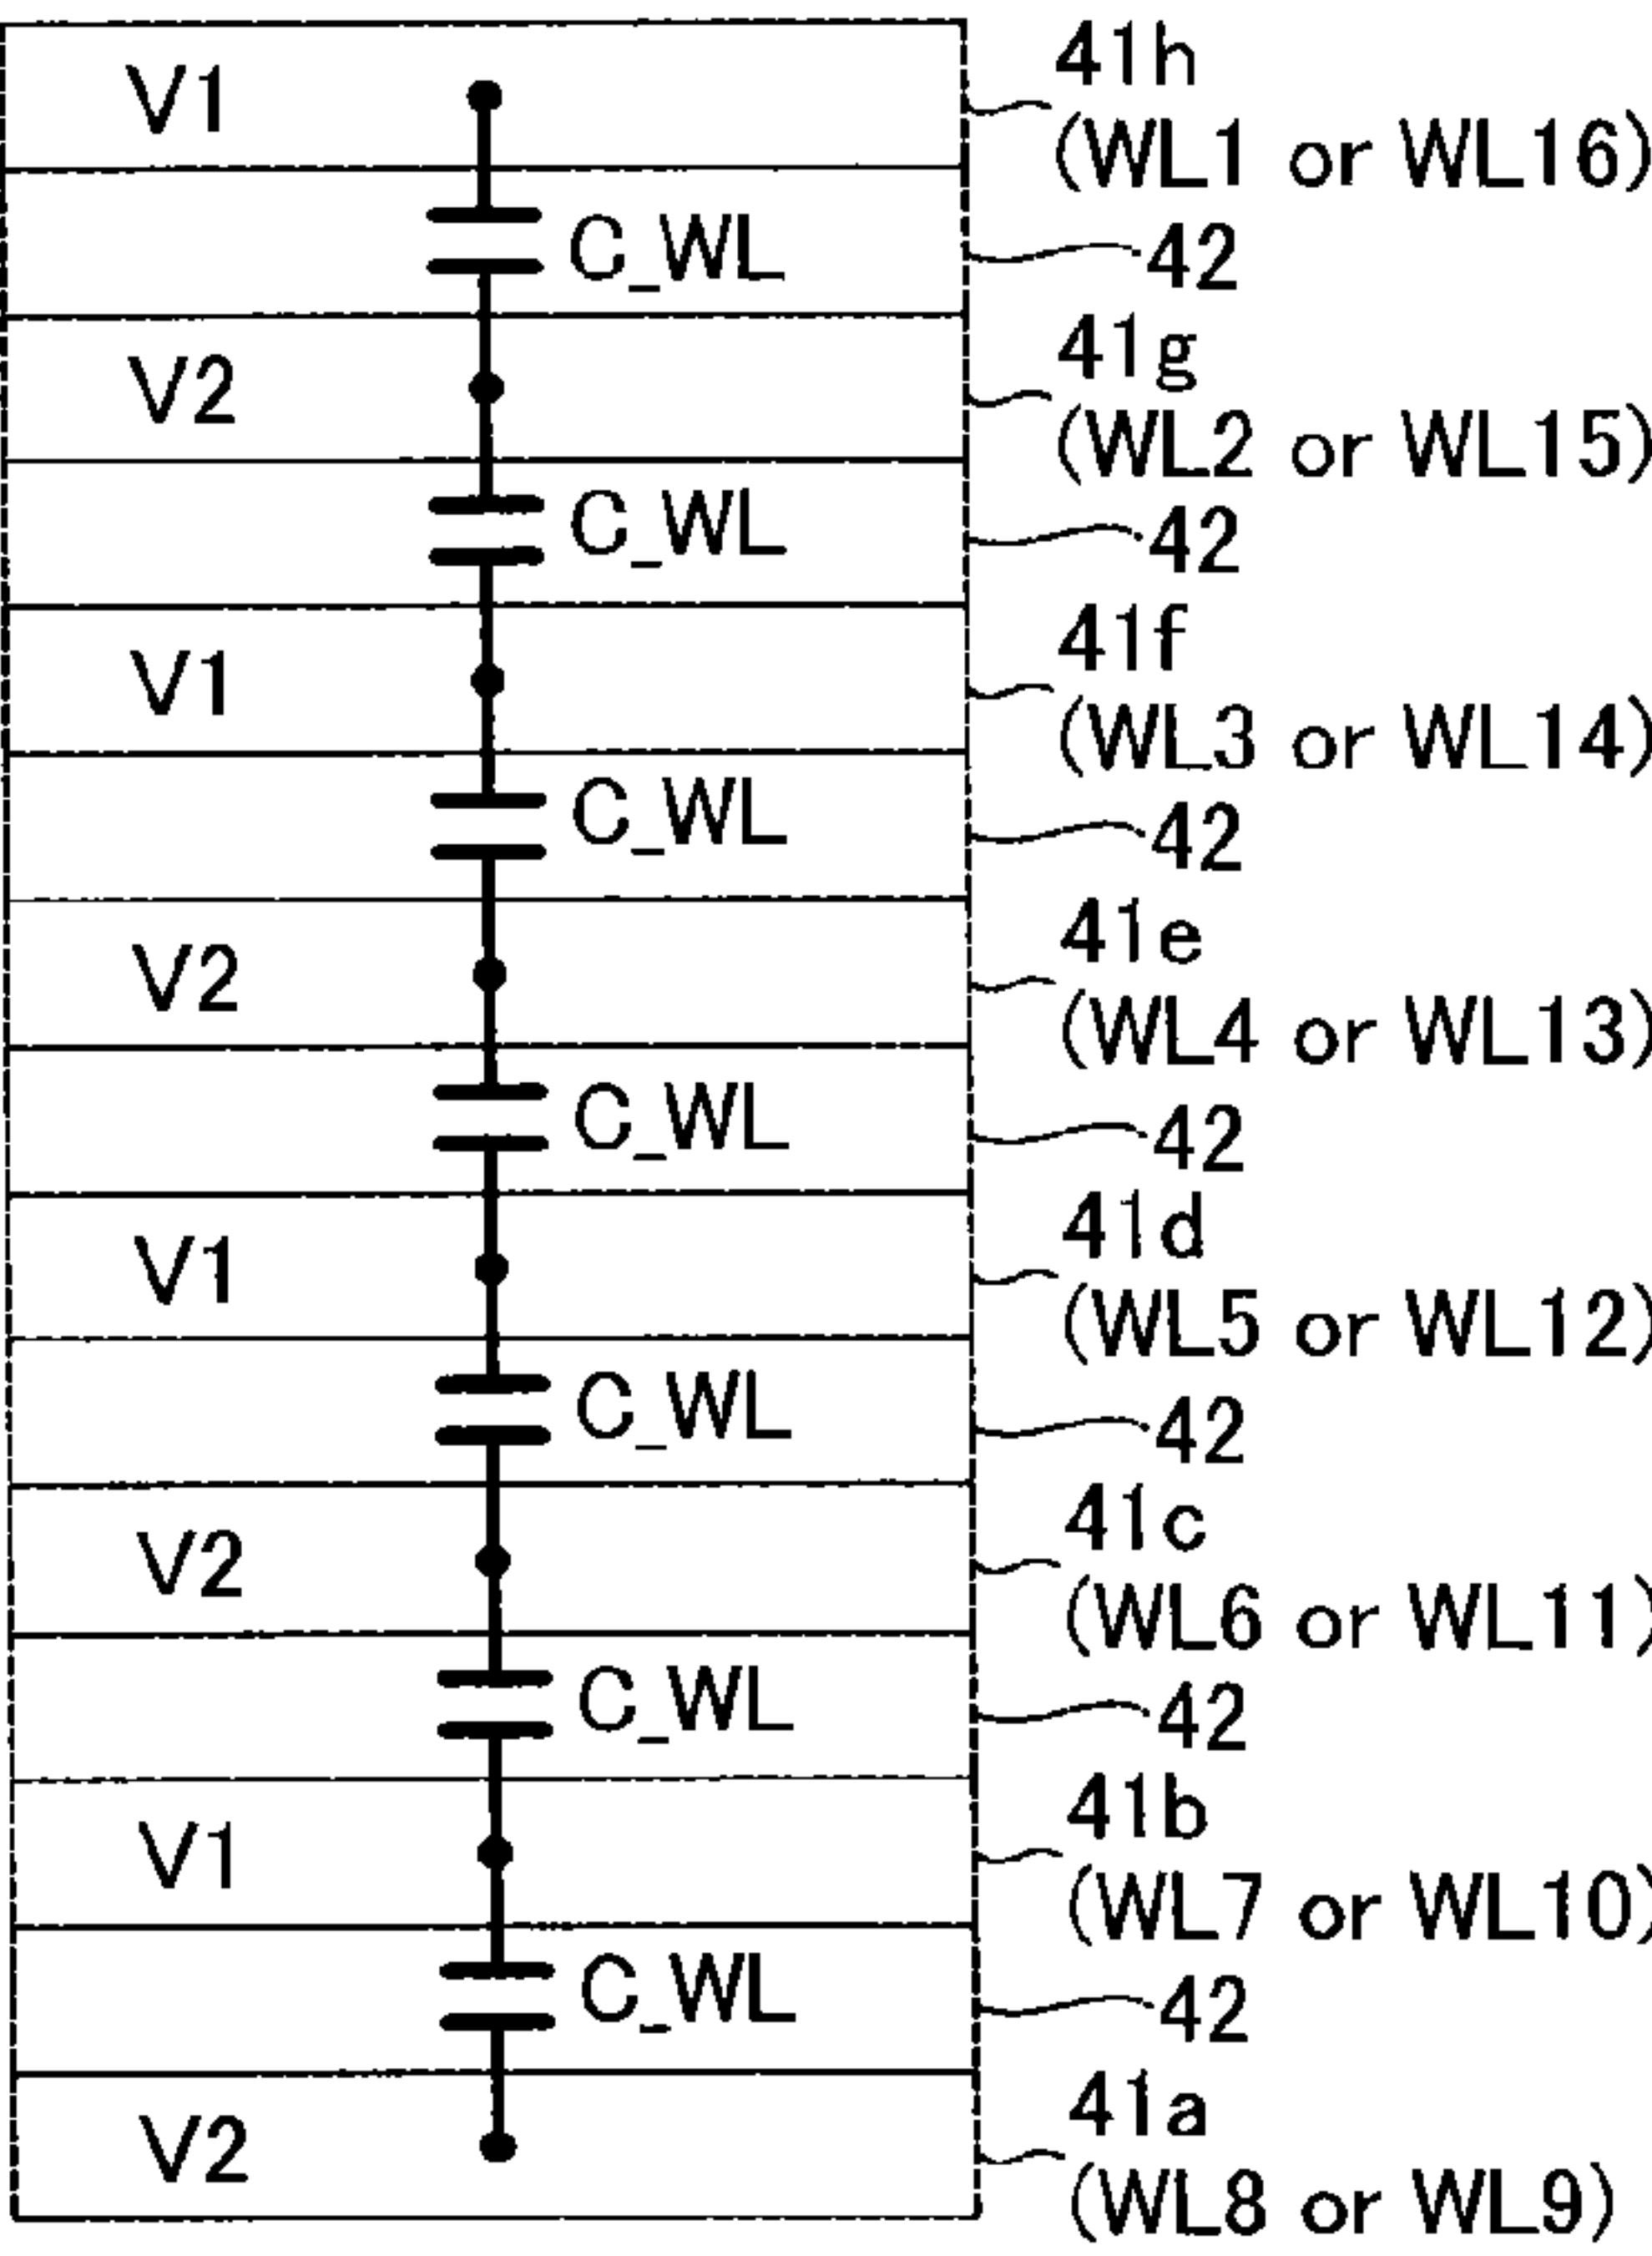 V1
41h
(WL1 or WL16)
C_WL
42
V2
41g
(WL2 or WL15)
C_WL
42
V1
41f
(WL3 or WL14)
C_WL
42
V2
41e
(WL4 or WL13)
C_WL
42
V1
41d
(WL5 or WL12)
C_WL
42
V2
41c
(WL6 or WL11)
C_WL
42
V1
41b
(WL7 or WL10)
C_WL
42
V2
41a
(WL8 or WL9)